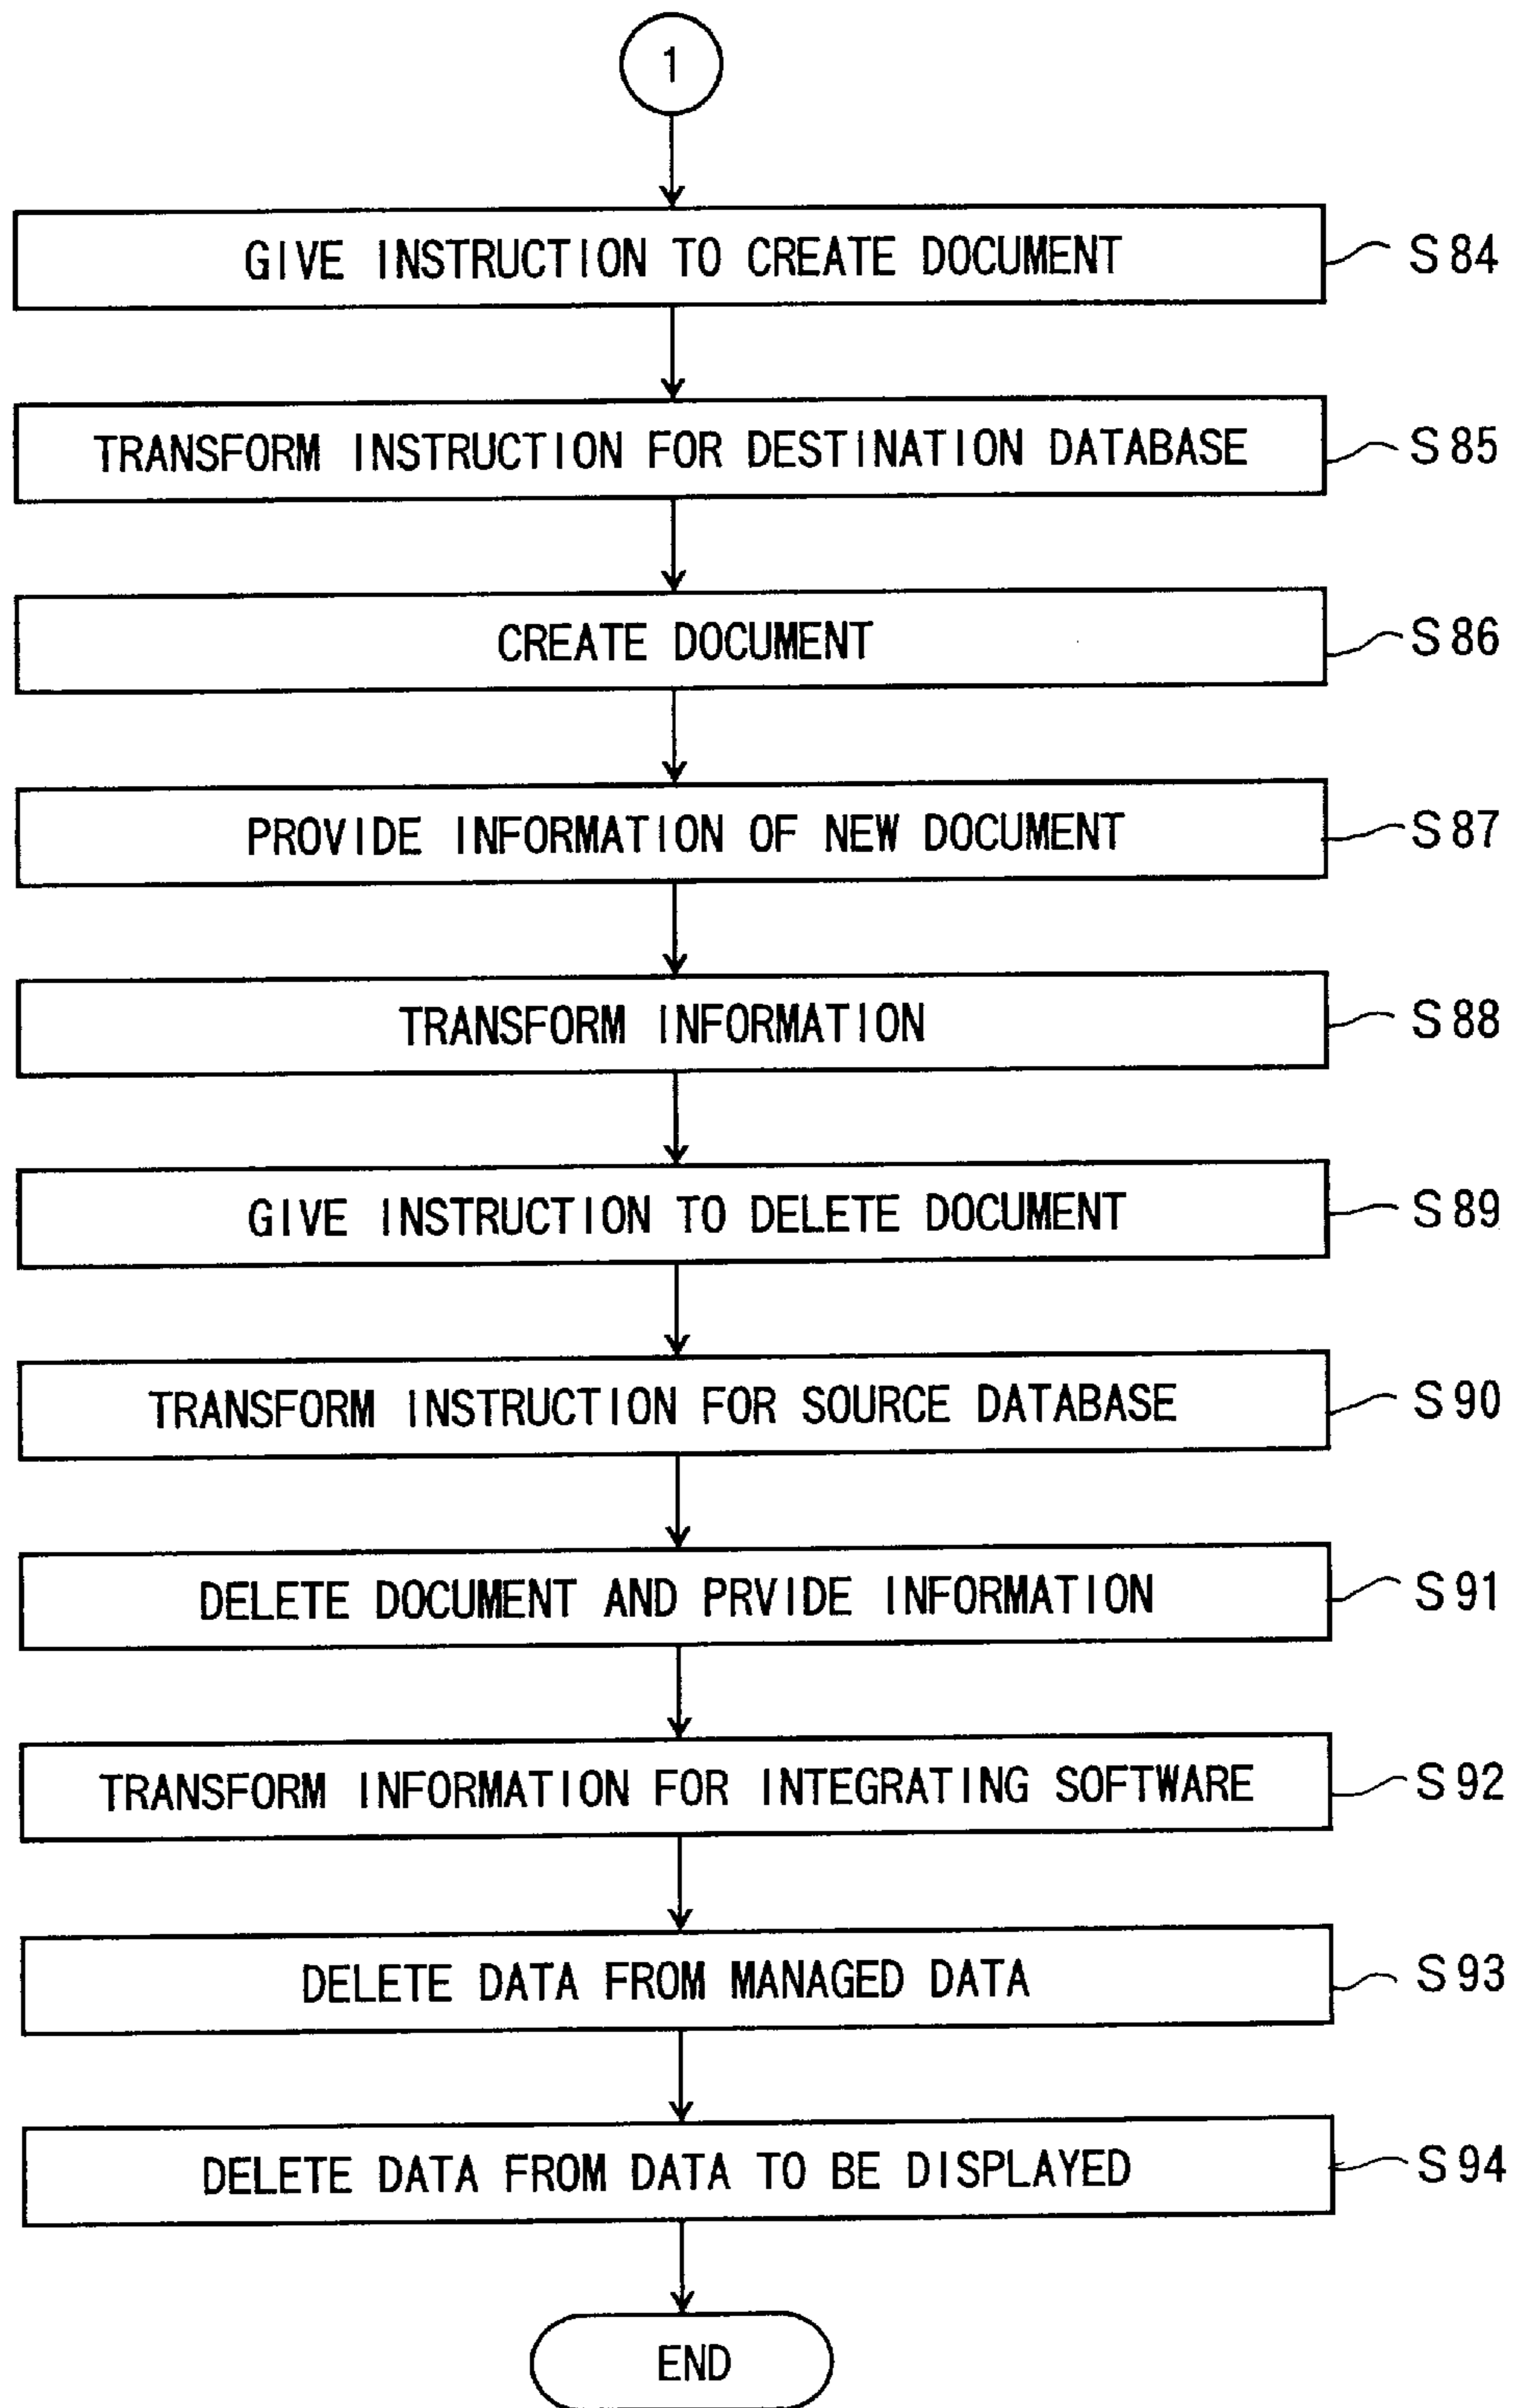 1
GIVE INSTRUCTION TO CREATE DOCUMENT S84
TRANSFORM INSTRUCTION FOR DESTINATION DATABASE S85
CREATE DOCUMENT S86
PROVIDE INFORMATION OF NEW DOCUMENT S87
TRANSFORM INFORMATION S88
GIVE INSTRUCTION TO DELETE DOCUMENT S89
TRANSFORM INSTRUCTION FOR SOURCE DATABASE S90
DELETE DOCUMENT AND PRVIDE INFORMATION S91
TRANSFORM INFORMATION FOR INTEGRATING SOFTWARE S92
DELETE DATA FROM MANAGED DATA S93
DELETE DATA FROM DATA TO BE DISPLAYED S94
END